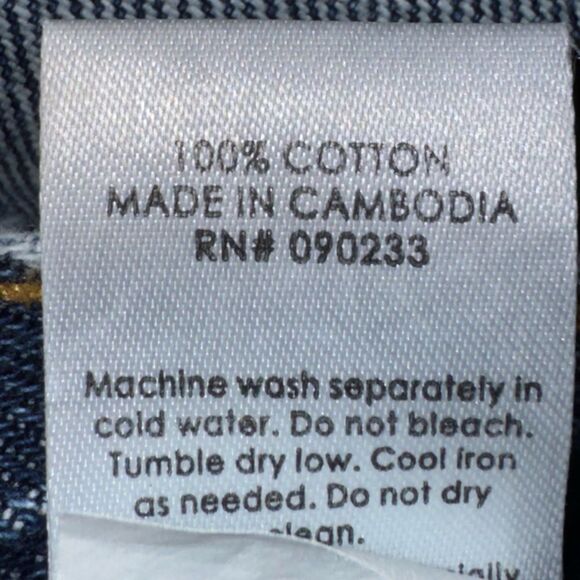 100% COTTON
MADE IN CAMBODIA
RN# 090233
Machine wash separately in
cold water. Do not bleach.
Tumble dry low. Cool iron
as needed. Do not dry
clean.